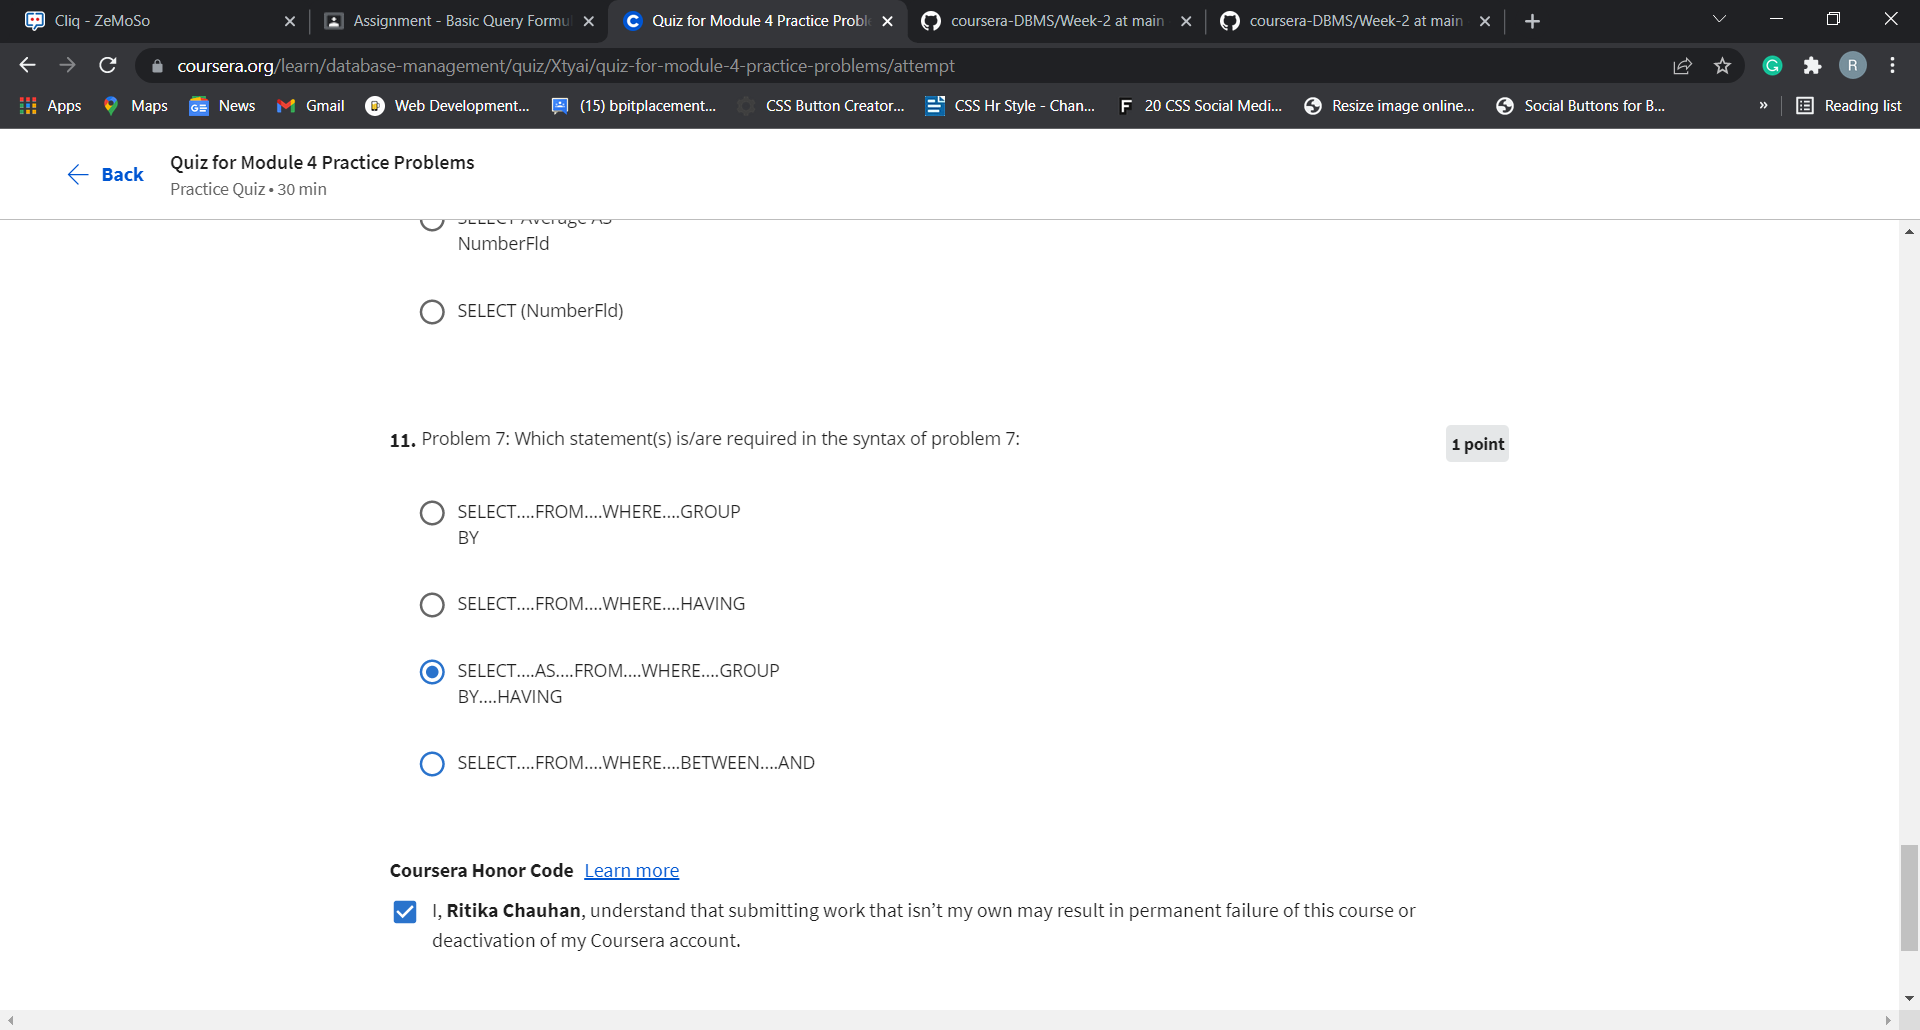 Cliq - ZeMoSo
Assignment - Basic Query Formul
Quiz for Module 4 Practice Proble
coursera-DBMS/Week-2 at main
coursera-DBMS/Week-2 at main
coursera.org/learn/database-management/quiz/Xtyai/quiz-for-module-4-practice-problems/attempt
G
R
Apps
Maps
News
Gmail
Web Development...
(15) bpitplacement...
CSS Button Creator...
CSS Hr Style - Chan...
F
20 CSS Social Medi...
Resize image online...
Social Buttons for B...
»
Reading list
Back
Quiz for Module 4 Practice Problems
Practice Quiz • 30 min
SELECT Average AS
NumberFld
SELECT (NumberFld)
11. Problem 7: Which statement(s) is/are required in the syntax of problem 7:
1 point
SELECT....FROM....WHERE....GROUP
BY
SELECT....FROM....WHERE....HAVING
SELECT....AS....FROM....WHERE....GROUP
BY....HAVING
SELECT....FROM....WHERE....BETWEEN....AND
Coursera Honor Code Learn more
I, Ritika Chauhan, understand that submitting work that isn't my own may result in permanent failure of this course or
deactivation of my Coursera account.